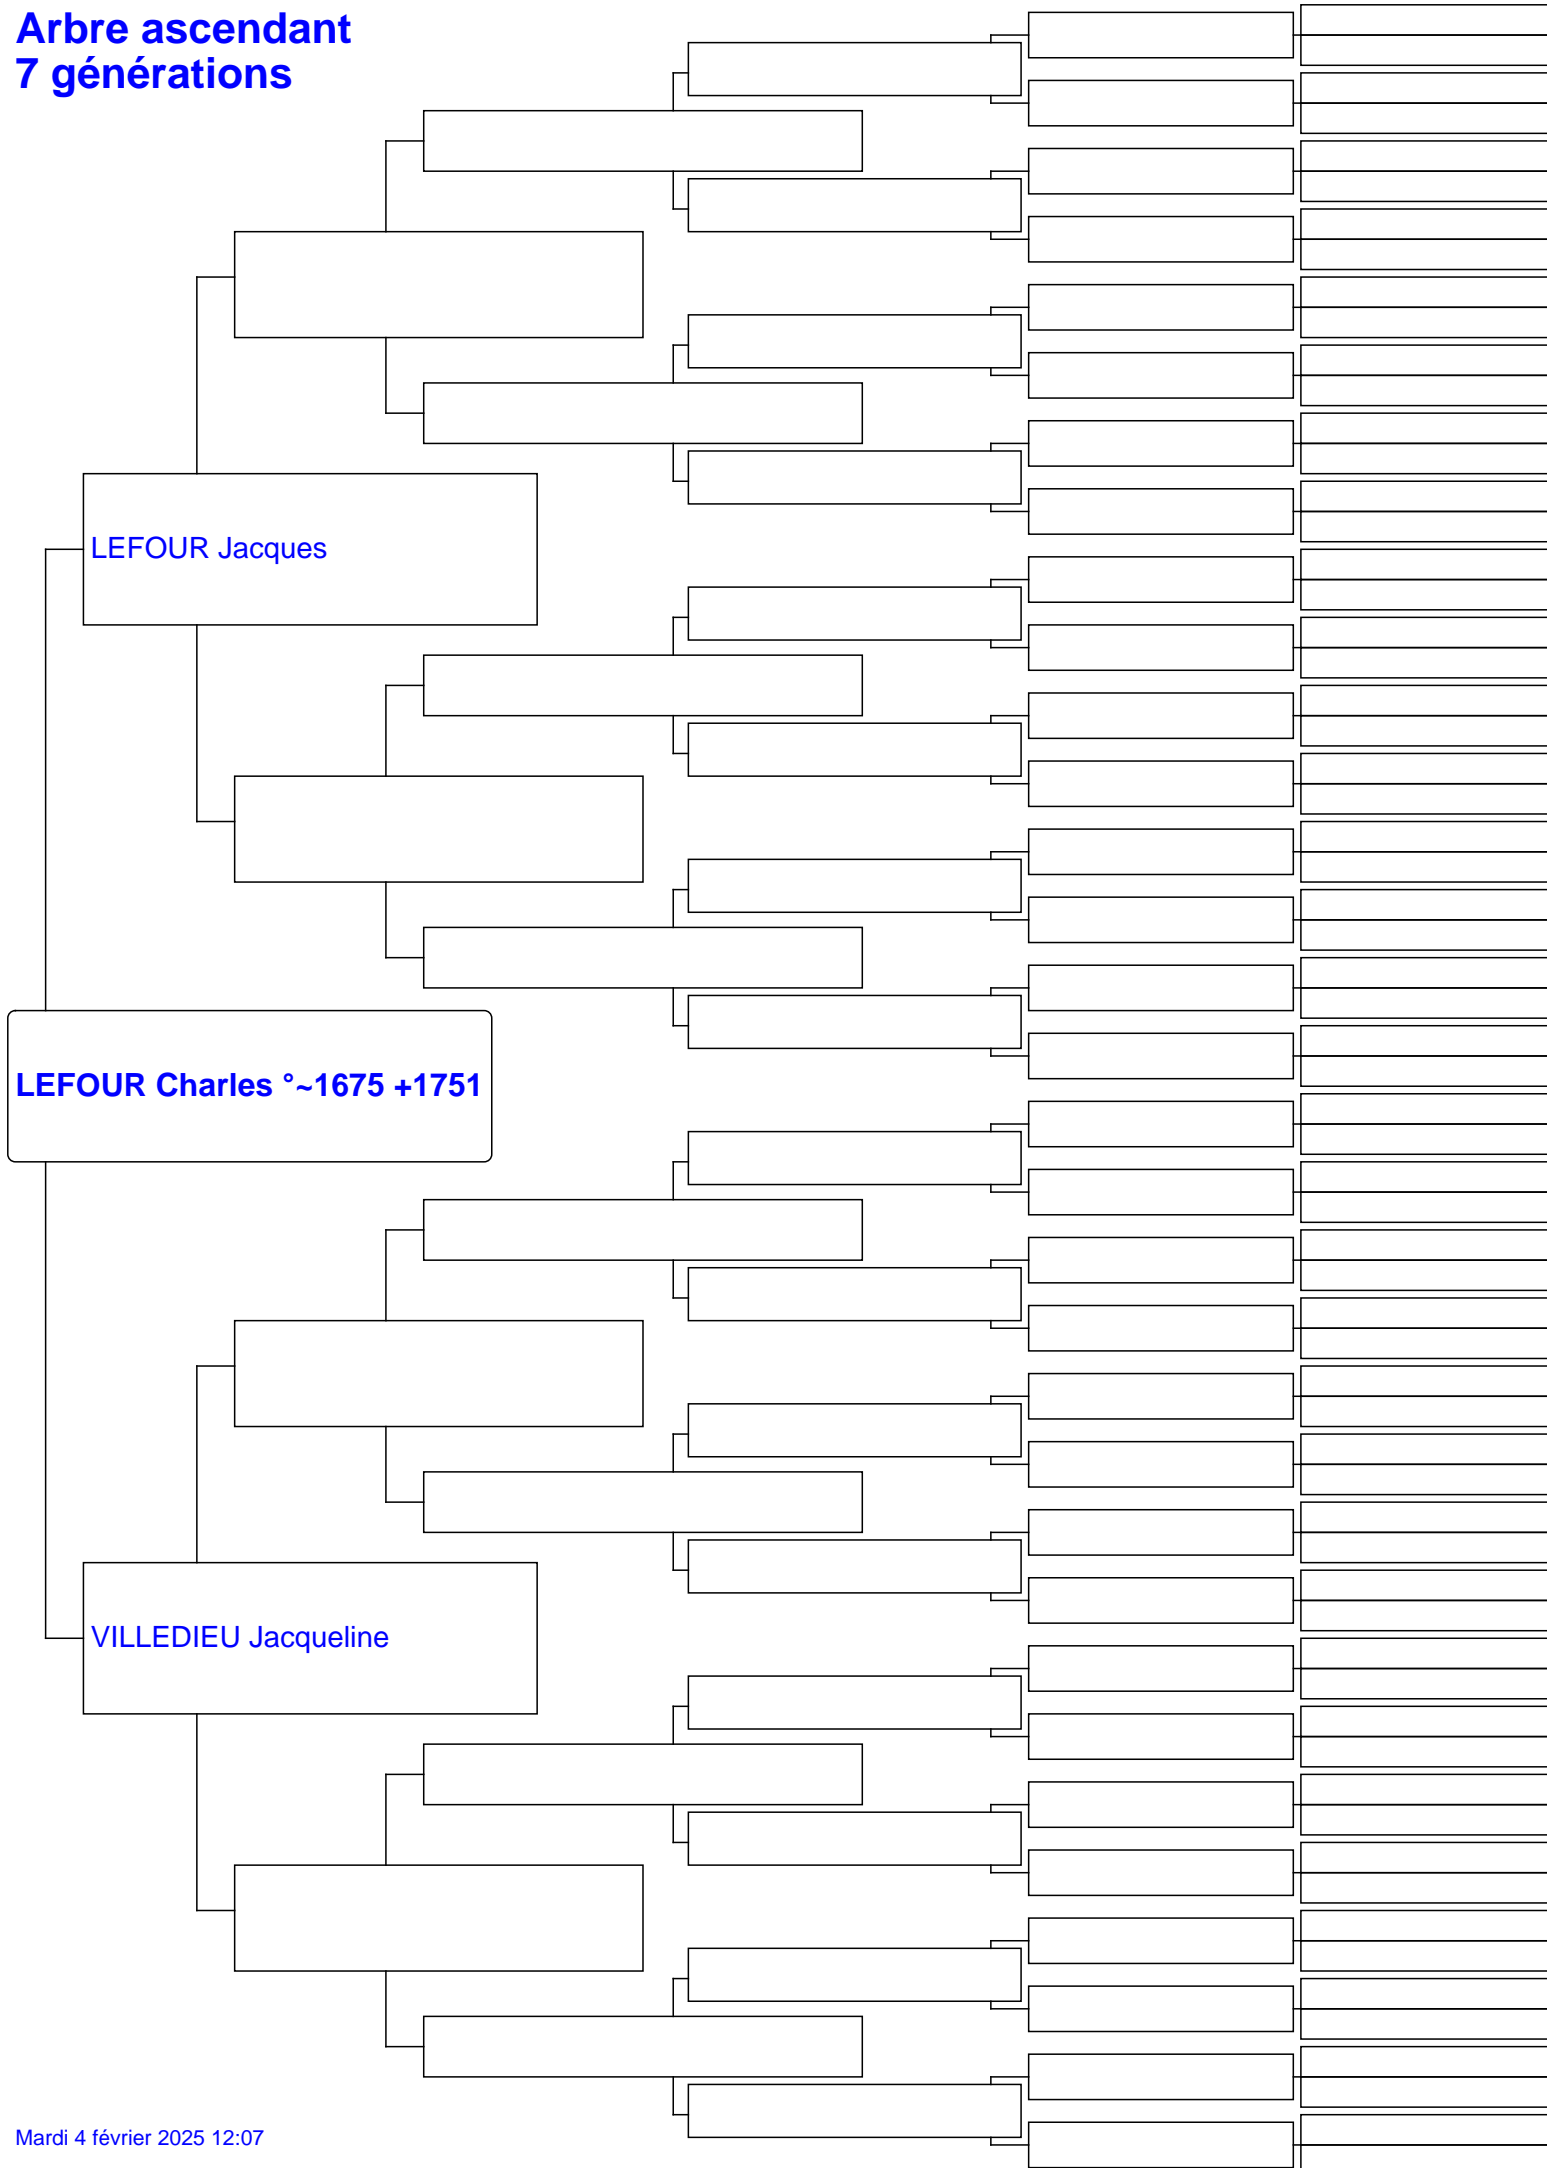 Arbre ascendant
7 générations
LEFOUR Jacques
LEFOUR Charles °~1675 +1751
VILLEDIEU Jacqueline
Mardi 4 février 2025 12:07